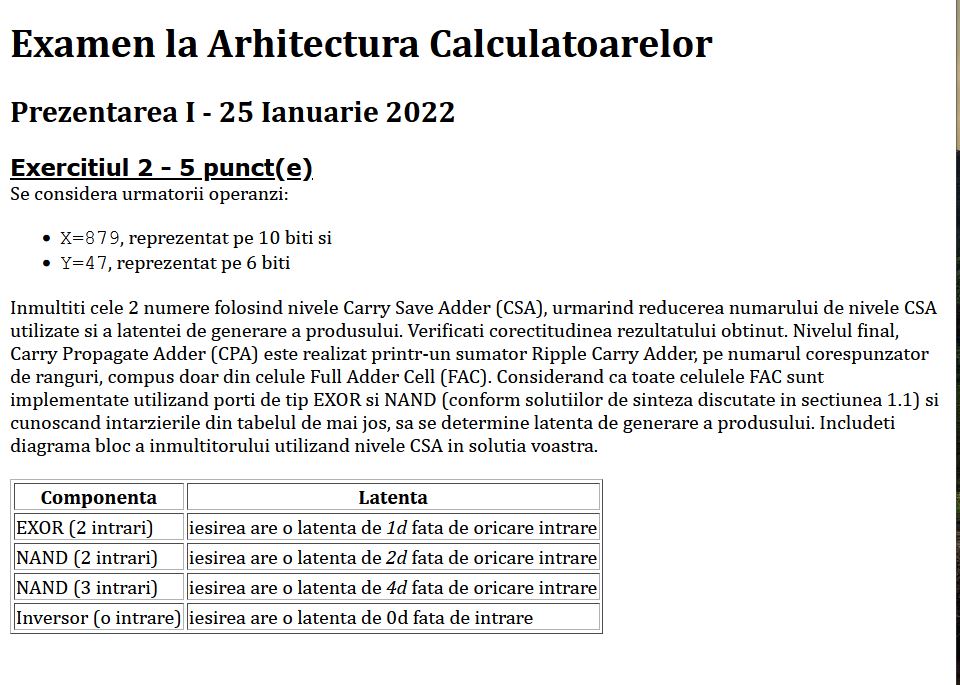 Examen la Arhitectura Calculatoarelor
Prezentarea I - 25 Ianuarie 2022
Exercitiul 2 - 5 punct(e)
Se considera urmatorii operanzi:
• X=879, reprezentat pe 10 biti si
• Y=47, reprezentat pe 6 biti
Inmultiti cele 2 numere folosind nivele Carry Save Adder (CSA), urmarind reducerea numarului de nivele CSA
utilizate si a latentei de generare a produsului. Verificati corectitudinea rezultatului obtinut. Nivelul final,
Carry Propagate Adder (CPA) este realizat printr-un sumator Ripple Carry Adder, pe numarul corespunzator
de ranguri, compus doar din celule Full Adder Cell (FAC). Considerand ca toate celulele FAC sunt
implementate utilizand porti de tip EXOR si NAND (conform solutiilor de sinteza discutate in sectiunea 1.1) si
cunoscand intarzierile din tabelul de mai jos, sa se determine latenta de generare a produsului. Includeti
diagrama bloc a inmultitorului utilizand nivele CSA in solutia voastra.
Componenta Latenta
EXOR (2 intrari) iesirea are o latenta de 1d fata de oricare intrare
NAND (2 intrari) iesirea are o latenta de 2d fata de oricare intrare
NAND (3 intrari) iesirea are o latenta de 4d fata de oricare intrare
Inversor (o intrare) iesirea are o latenta de 0d fata de intrare